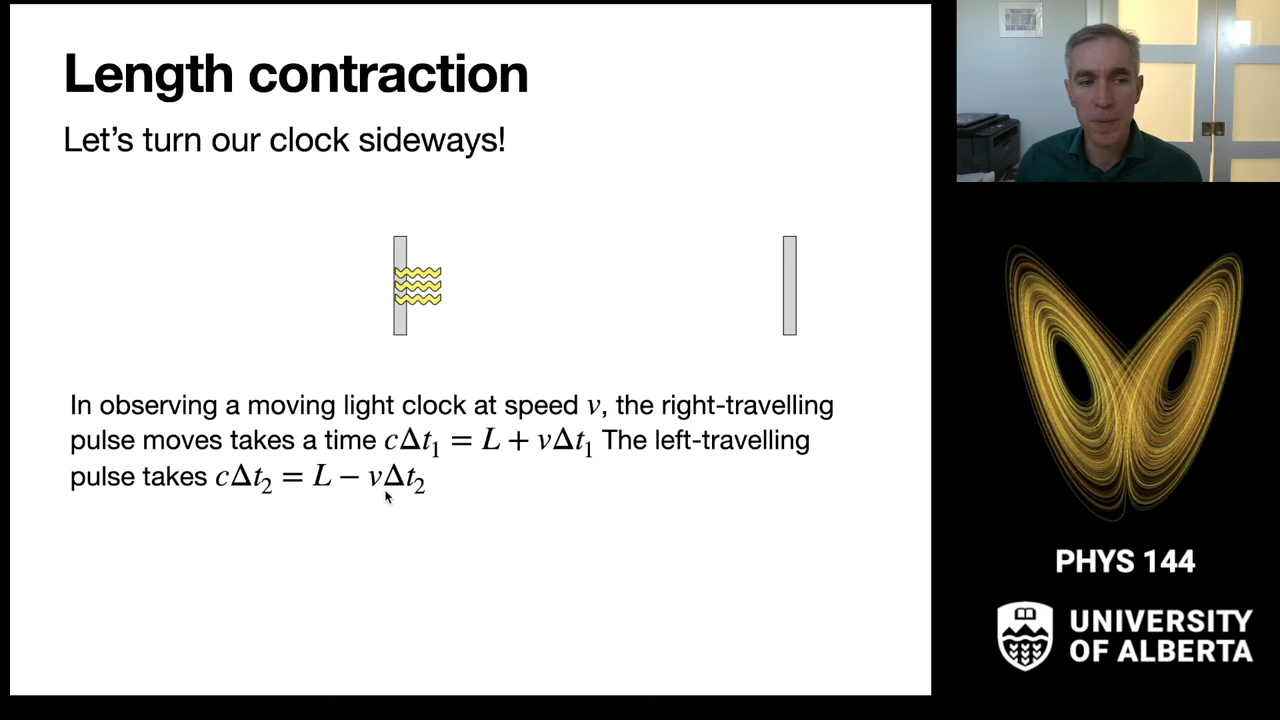 Length contraction
Let's turn our clock sideways!
In observing a moving light clock at speed v, the right-travelling
pulse moves takes a time cΔt₁ = L + vΔt₁ The left-travelling
pulse takes cΔt₂ = L − vΔt₂
PHYS 144
UNIVERSITY
OF ALBERTA